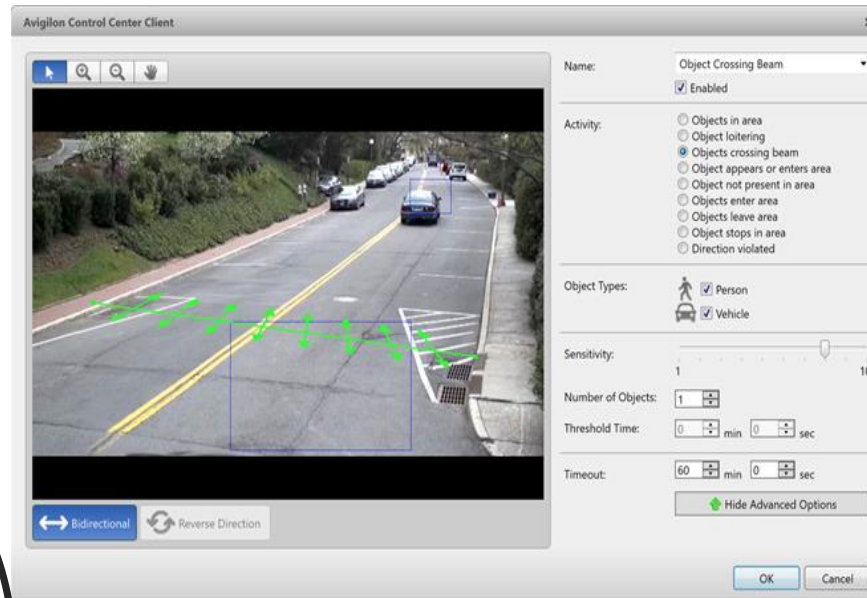 Avigilon Control Center Client
Name: Object Crossing Beam
Enabled
Activity: Objects in area
Object loitering
Objects crossing beam
Object appears or enters area
Object not present in area
Objects enter area
Objects leave area
Object stops in area
Direction violated
Object Types: Person
Vehicle
Sensitivity:
1
Number of Objects: 1
Threshold Time: 0 min 0 sec
Timeout: 60 min 0 sec
Hide Advanced Options
Bidirectional Reverse Direction
OK Cancel